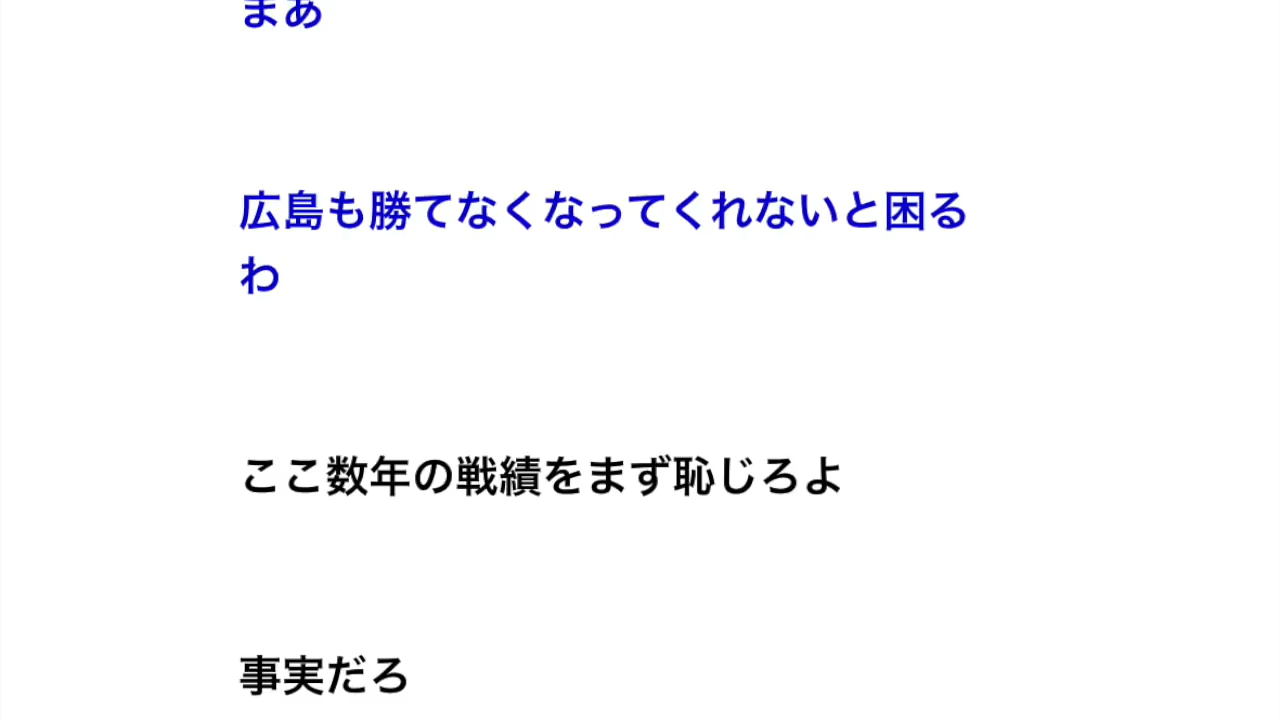 まあ
広島も勝てなくなってくれないと困る
わ
ここ数年の戦績をまず恥じろよ
事実だろ